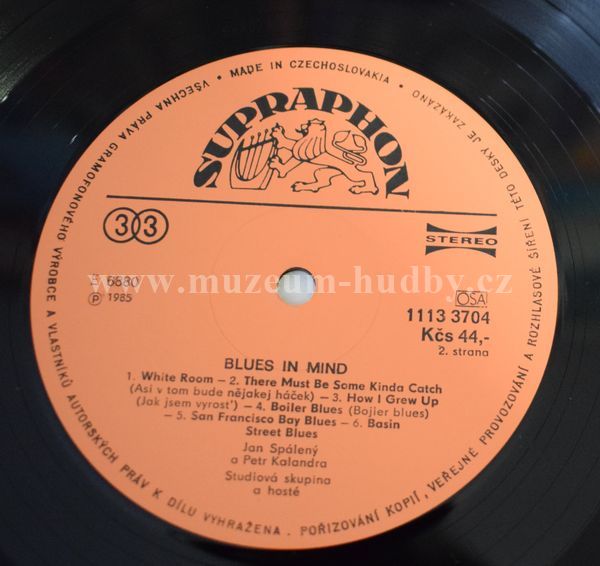 VŠECHNA PRÁVA GRAMOFONOVÉHO VÝROBCE A VLASTNÍKŮ AUTORSKÝCH PRÁV K DÍLU VYHRAŽENA. POŘIZOVÁNÍ KOPIÍ, VEŘEJNÉ PROVOZOVÁNÍ A ROZHLASOVÉ ŠÍŘENÍ TÉTO DESKY JE ZAKÁZÁNO • MADE IN CZECHOSLOVAKIA •
SUPRAPHON
33
STEREO
www.muzeum-hudby.cz
6680
℗ 1985
OSA
1113 3704
Kčs 44,-
2. strana
BLUES IN MIND
1. White Room – 2. There Must Be Some Kinda Catch
(Asi v tom bude nějakej háček) – 3. How I Grew Up
(Jak jsem vyrost') – 4. Boiler Blues (Bojler blues)
– 5. San Francisco Bay Blues – 6. Basin
Street Blues
Jan Spálený
a Petr Kalandra
Studiová skupina
a hosté